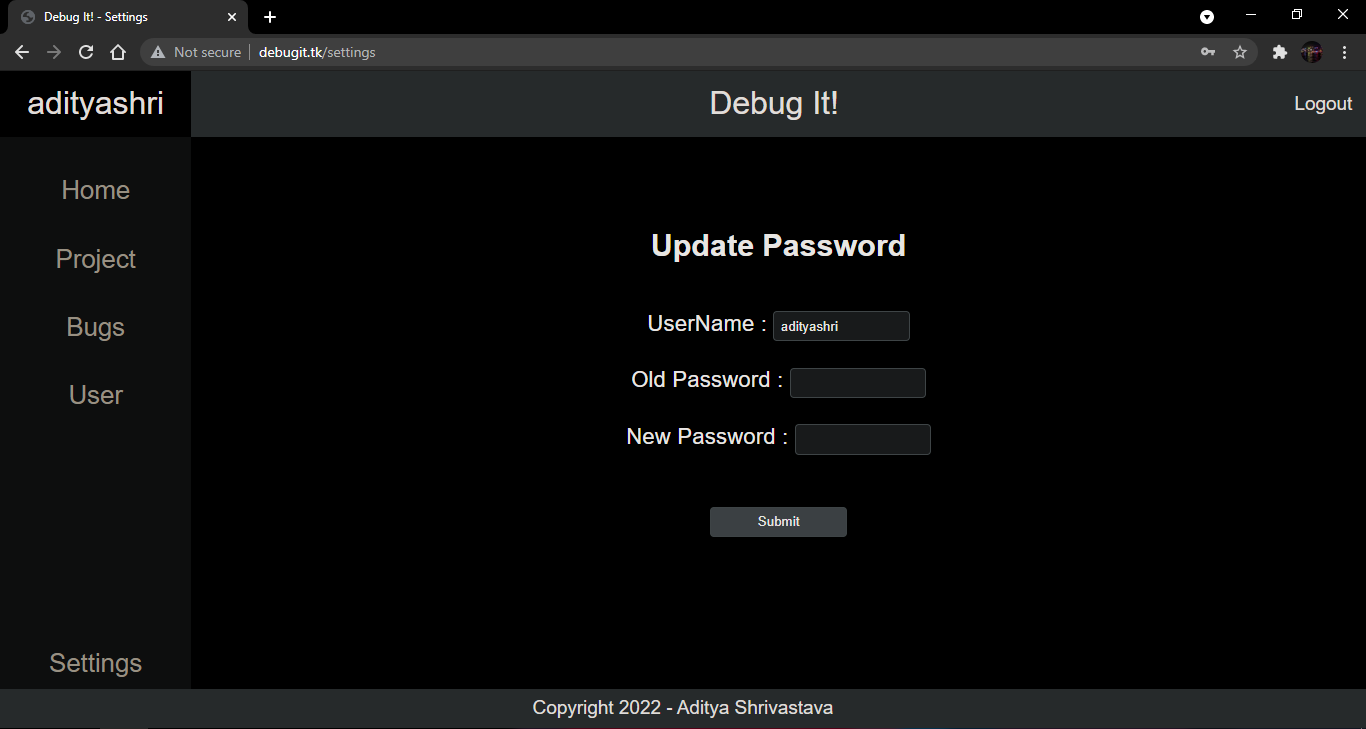 Debug It! - Settings
Not secure debugit.tk/settings
adityashri
Debug It!
Logout
Home
Project
Bugs
User
Settings
Update Password
UserName : adityashri
Old Password :
New Password :
Submit
Copyright 2022 - Aditya Shrivastava